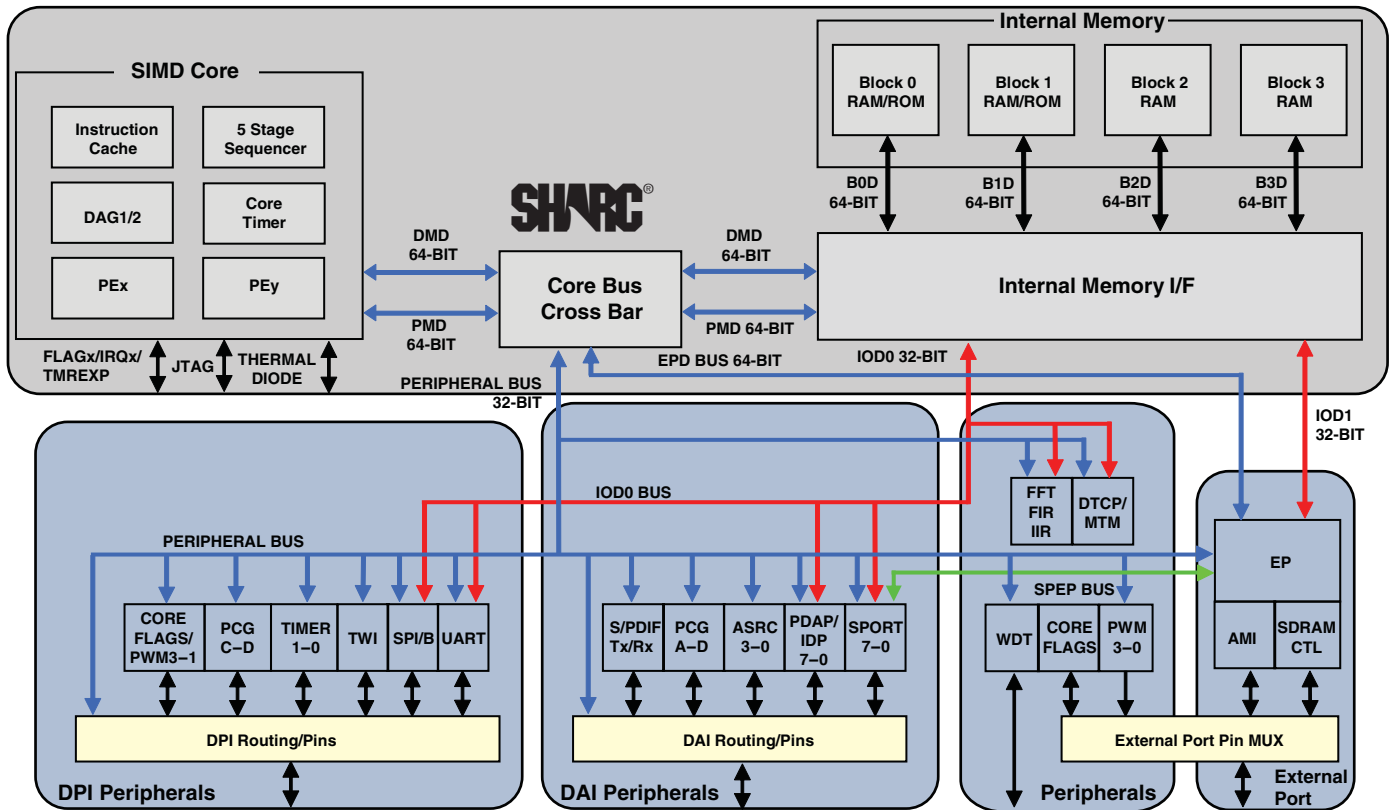 Internal Memory
SIMD Core
Block 0
RAM/ROM
Block 1
RAM/ROM
Block 2
RAM
Block 3
RAM
Instruction
Cache
5 Stage
Sequencer
DAG1/2
Core
Timer
PEx
PEy
SHARC®
B0D
64-BIT
B1D
64-BIT
B2D
64-BIT
B3D
64-BIT
DMD
64-BIT
DMD
64-BIT
Core Bus
Cross Bar
Internal Memory I/F
PMD
64-BIT
PMD 64-BIT
FLAGx/IRQx/
TMREXP
JTAG
THERMAL
DIODE
EPD BUS 64-BIT
IOD0 32-BIT
PERIPHERAL BUS
32-BIT
IOD1
32-BIT
IOD0 BUS
FFT
FIR
IIR
DTCP/
MTM
PERIPHERAL BUS
EP
SPEP BUS
CORE
FLAGS/
PWM3–1
PCG
C–D
TIMER
1–0
TWI
SPI/B
UART
S/PDIF
Tx/Rx
PCG
A–D
ASRC
3–0
PDAP/
IDP
7–0
SPORT
7–0
WDT
CORE
FLAGS
PWM
3–0
AMI
SDRAM
CTL
DPI Routing/Pins
DAI Routing/Pins
External Port Pin MUX
DPI Peripherals
DAI Peripherals
Peripherals
External
Port